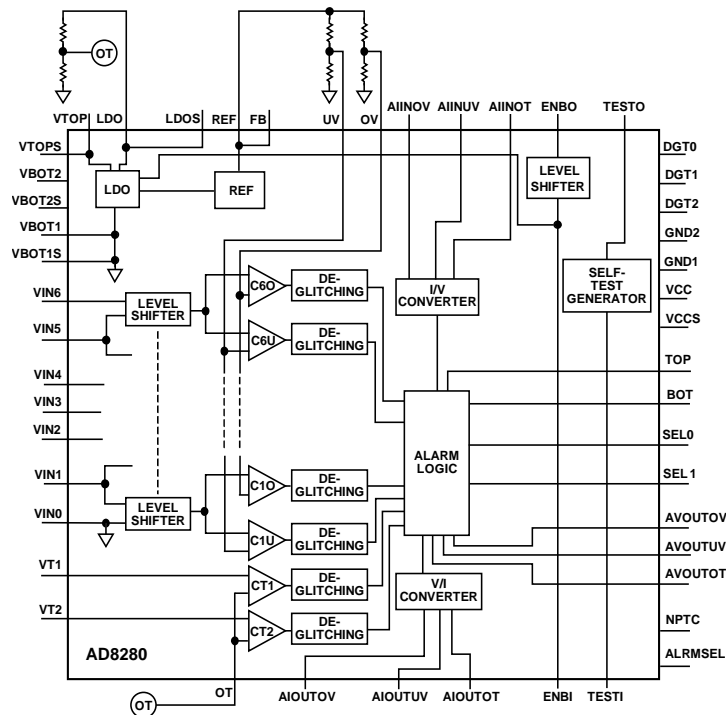 OT
VTOP LDO LDOS REF FB UV OV AIINOV AIINUV AIINOT ENBO TESTO
VTOPS
VBOT2
VBOT2S
VBOT1
VBOT1S
VIN6
VIN5
VIN4
VIN3
VIN2
VIN1
VIN0
VT1
VT2
LDO
REF
LEVEL
SHIFTER
LEVEL
SHIFTER
LEVEL
SHIFTER
C6O
DE-
GLITCHING
C6U
DE-
GLITCHING
C1O
DE-
GLITCHING
C1U
DE-
GLITCHING
CT1
DE-
GLITCHING
CT2
DE-
GLITCHING
I/V
CONVERTER
SELF-
TEST
GENERATOR
ALARM
LOGIC
V/I
CONVERTER
DGT0
DGT1
DGT2
GND2
GND1
VCC
VCCS
TOP
BOT
SEL0
SEL1
AVOUTOV
AVOUTUV
AVOUTOT
NPTC
ALRMSEL
AD8280
OT
OT
AIOUTOV AIOUTUV AIOUTOT ENBI TESTI